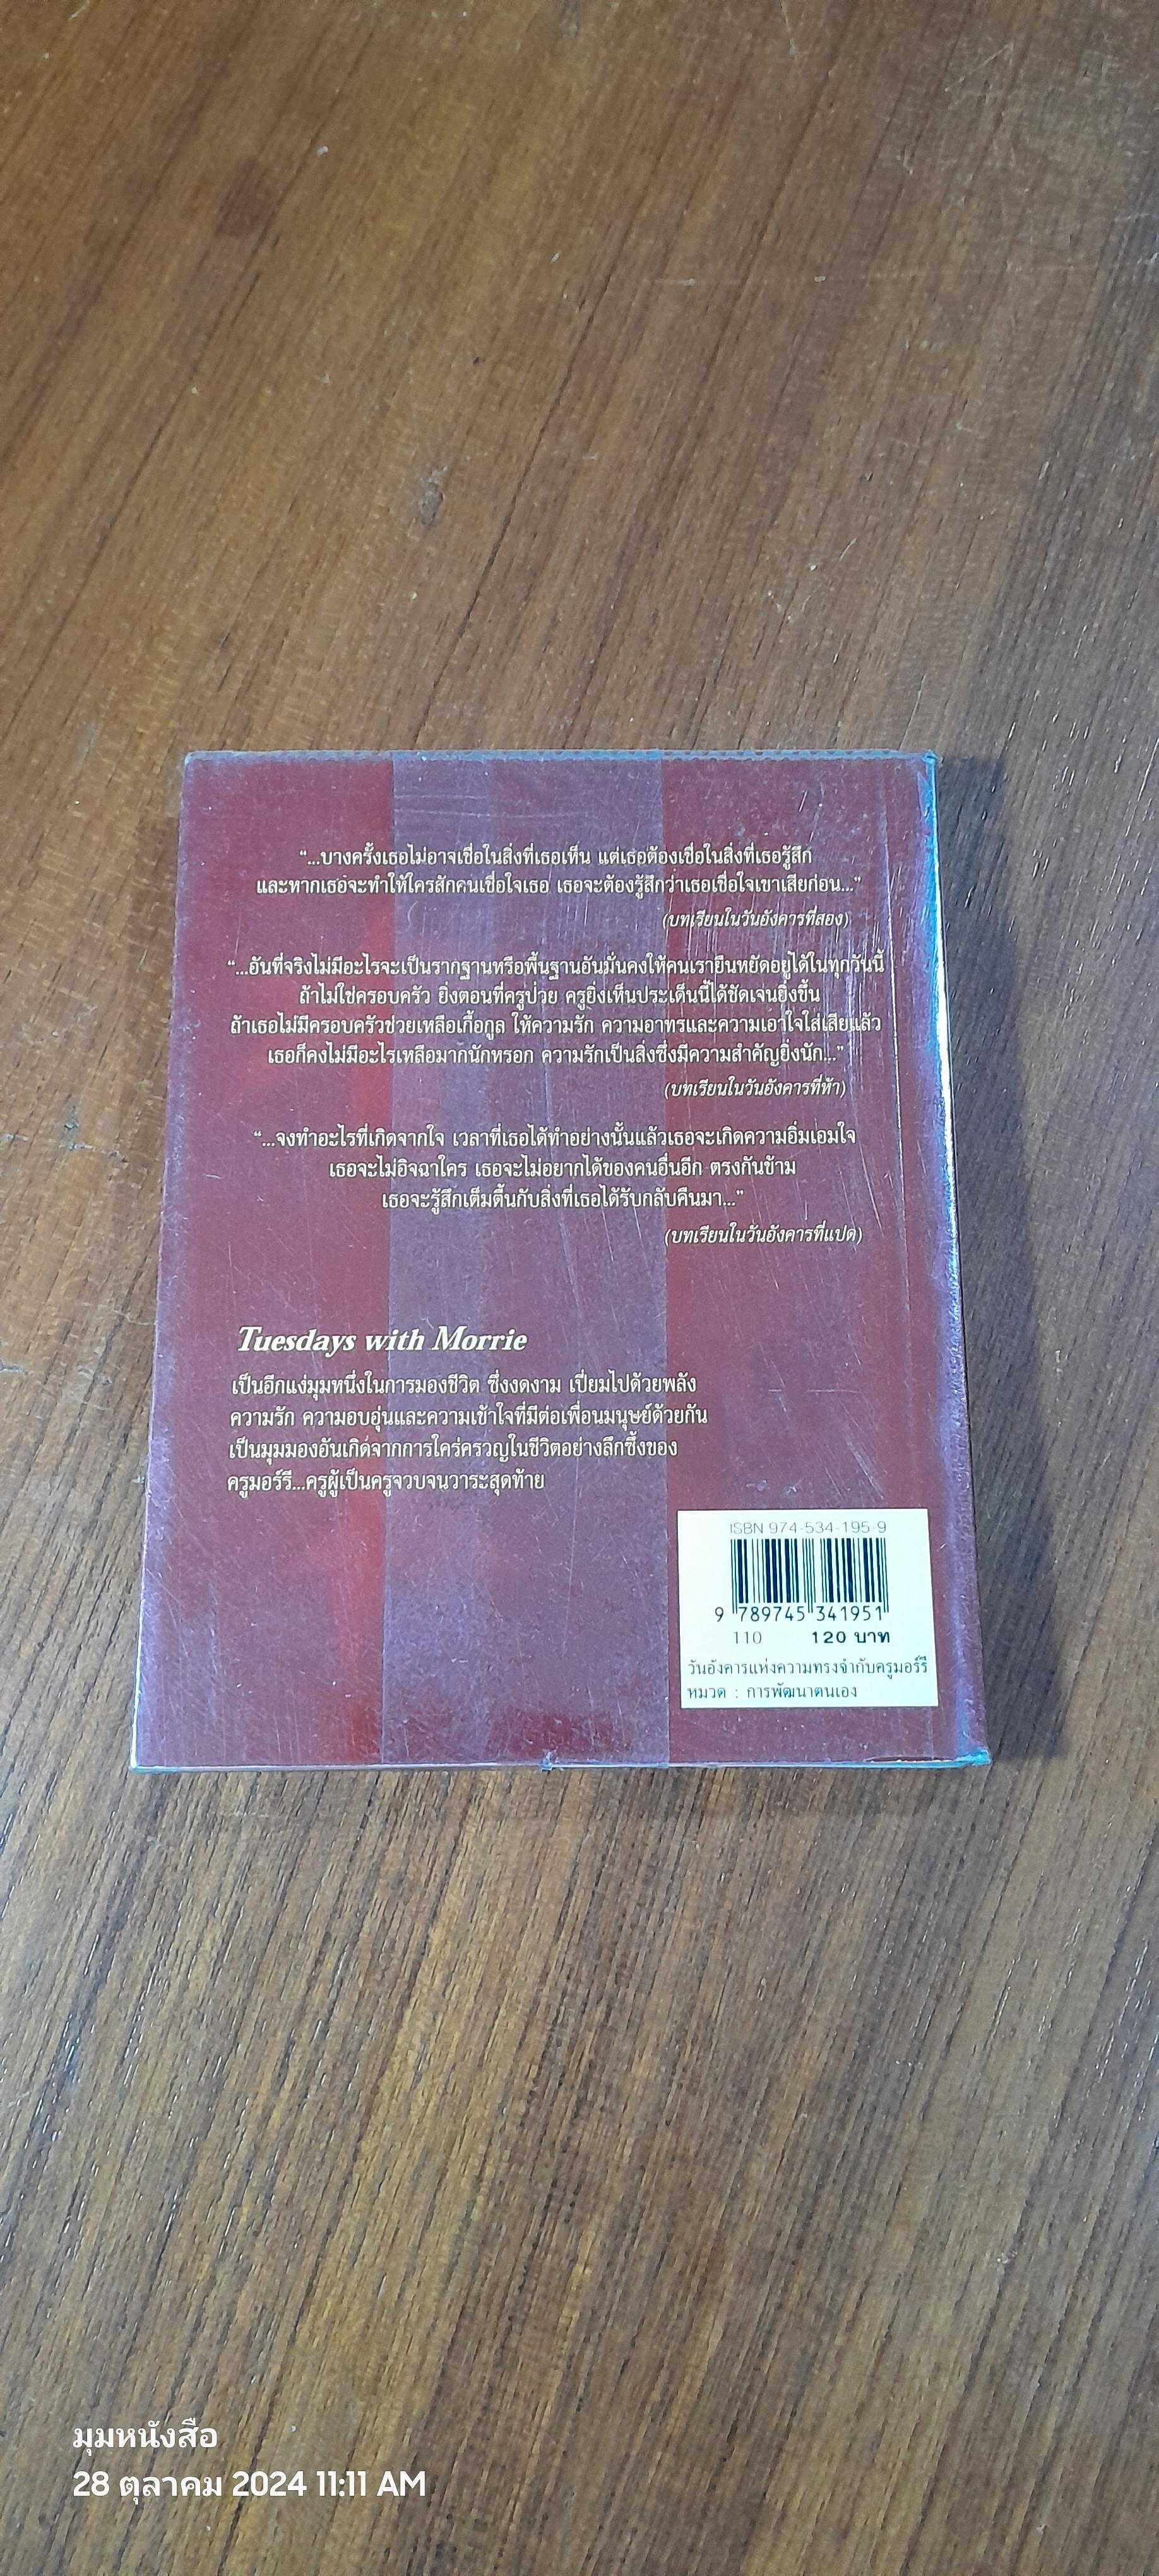 “...บางครั้งเธอไม่อาจเชื่อในสิ่งที่เธอเห็น แต่เธอต้องเชื่อในสิ่งที่เธอรู้สึก
และหากเธอจะทำให้ใครสักคนเชื่อใจเธอ เธอจะต้องรู้สึกว่าเธอเชื่อใจเขาเสียก่อน...”
(บทเรียนในวันอังคารที่สอง)
“...อันที่จริงไม่มีอะไรจะเป็นรากฐานหรือพื้นฐานอันมั่นคงให้คนเรายืนหยัดอยู่ได้ในทุกวันนี้
ถ้าไม่ใช่ครอบครัว ยิ่งตอนที่ครูป่วย ครูยิ่งเห็นประเด็นนี้ได้ชัดเจนยิ่งขึ้น
ถ้าเธอไม่มีครอบครัวช่วยเหลือเกื้อกูล ให้ความรัก ความอาทรและความเอาใจใส่เสียแล้ว
เธอก็คงไม่มีอะไรเหลือมากนักหรอก ความรักเป็นสิ่งซึ่งมีความสำคัญยิ่งนัก...”
(บทเรียนในวันอังคารที่ห้า)
“...จงทำอะไรที่เกิดจากใจ เวลาที่เธอได้ทำอย่างนั้นแล้วเธอจะเกิดความอิ่มเอมใจ
เธอจะไม่อิจฉาใคร เธอจะไม่อยากได้ของคนอื่นอีก ตรงกันข้าม
เธอจะรู้สึกเต็มตื้นกับสิ่งที่เธอได้รับกลับคืนมา...”
(บทเรียนในวันอังคารที่แปด)
Tuesdays with Morrie
เป็นอีกแง่มุมหนึ่งในการมองชีวิต ซึ่งงดงาม เปี่ยมไปด้วยพลัง
ความรัก ความอบอุ่นและความเข้าใจที่มีต่อเพื่อนมนุษย์ด้วยกัน
เป็นมุมมองอันเกิดจากการใคร่ครวญในชีวิตอย่างลึกซึ้งของ
ครูมอร์รี...ครูผู้เป็นครูจวบจนวาระสุดท้าย
ISBN 974-534-195-9
9 789745 341951
110 120 บาท
วันอังคารแห่งความทรงจำกับครูมอร์รี
หมวด : การพัฒนาตนเอง
มุมหนังสือ
28 ตุลาคม 2024 11:11 AM